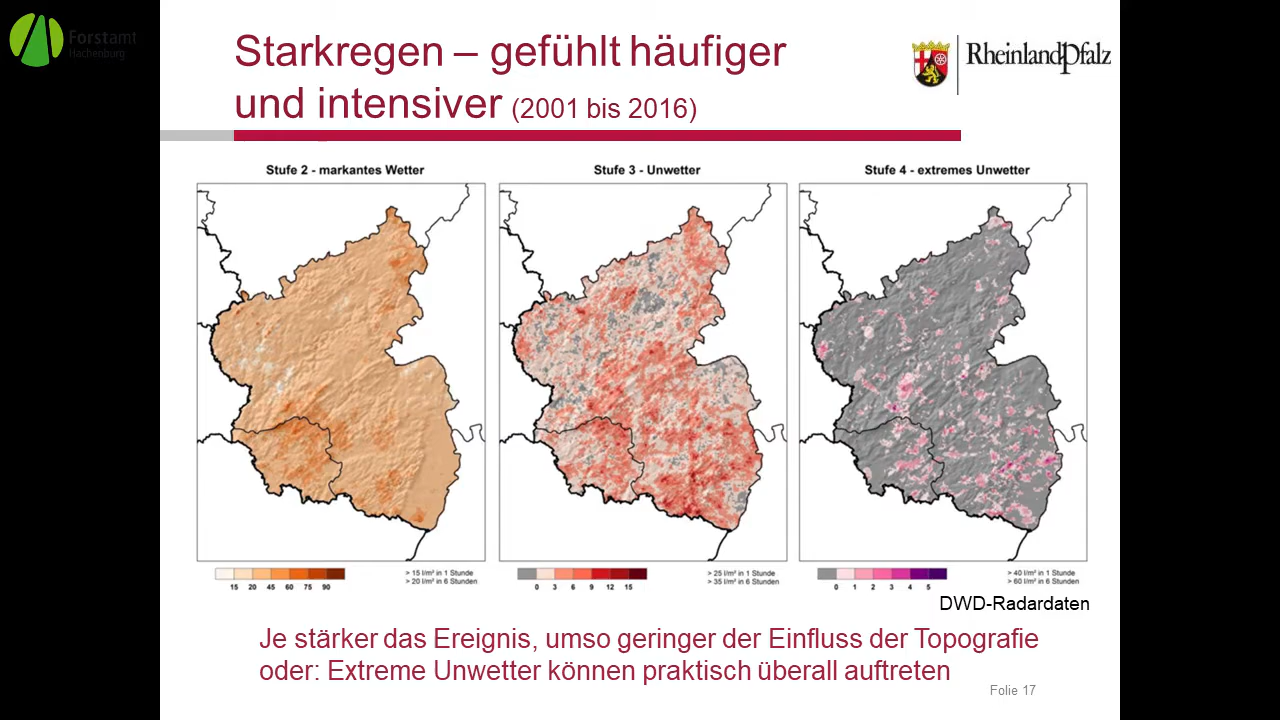 Forstamt
Hachenburg
Starkregen – gefühlt häufiger
und intensiver (2001 bis 2016)
RheinlandPfalz
Stufe 2 - markantes Wetter
Stufe 3 - Unwetter
Stufe 4 - extremes Unwetter
15 20 45 60 75 90
> 15 l/m² in 1 Stunde
> 20 l/m² in 6 Stunden
0 3 6 9 12 15
> 25 l/m² in 1 Stunde
> 35 l/m² in 6 Stunden
0 1 2 3 4 5
> 40 l/m² in 1 Stunde
> 60 l/m² in 6 Stunden
DWD-Radardaten
Je stärker das Ereignis, umso geringer der Einfluss der Topografie
oder: Extreme Unwetter können praktisch überall auftreten
Folie 17